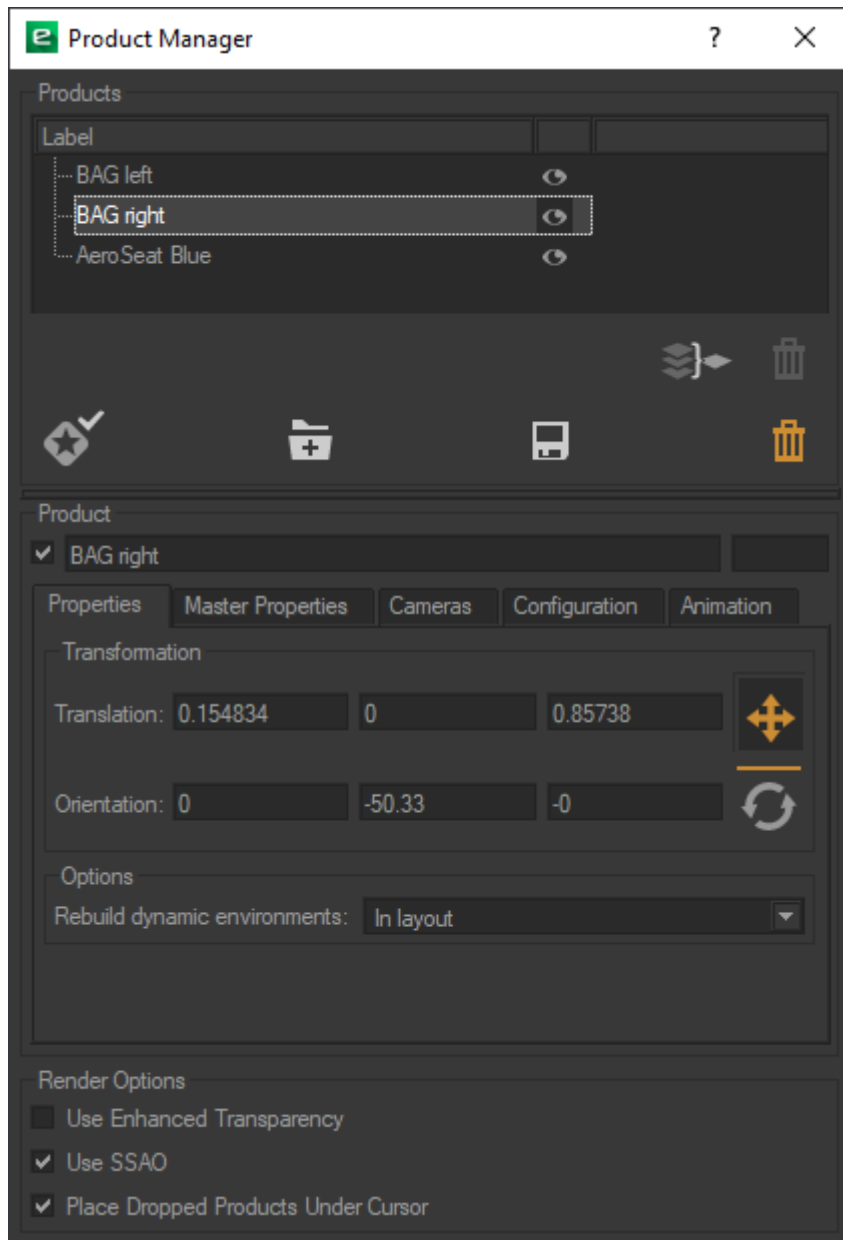 e Product Manager ?
Products
Label
BAG left
BAG right
AeroSeat Blue
Product
BAG right
Properties Master Properties Cameras Configuration Animation
Transformation
Translation: 0.154834 0 0.85738
Orientation: 0 -50.33 -0
Options
Rebuild dynamic environments: In layout
Render Options
Use Enhanced Transparency
Use SSAO
Place Dropped Products Under Cursor